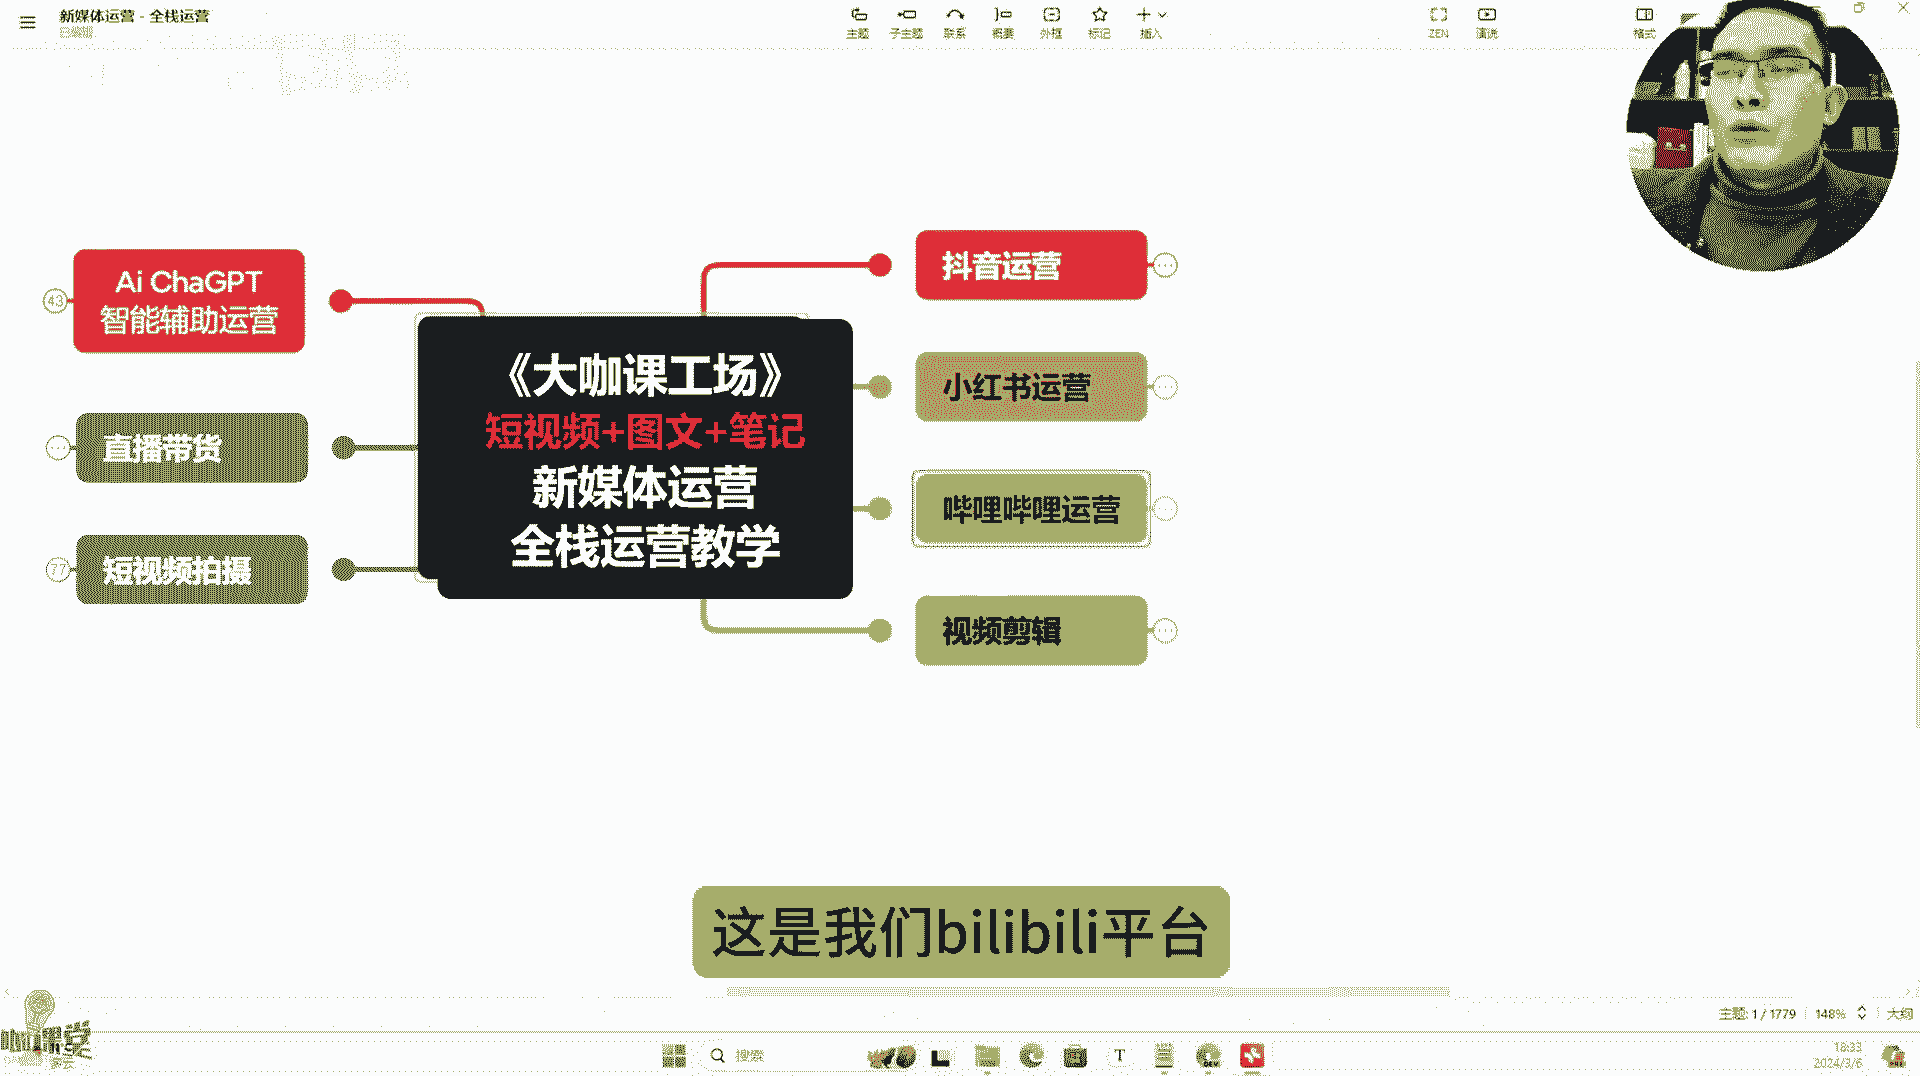 新媒体运营 - 全栈运营
已编辑
主题
子主题
联系
概要
外框
标记
插入
ZEN
演说
格式
43
Ai ChaGPT
智能辅助运营
直播带货
77
短视频拍摄
《大咖课工场》
短视频+图文+笔记
新媒体运营
全栈运营教学
抖音运营
小红书运营
哔哩哔哩运营
视频剪辑
这是我们bilibili平台
主题: 1 / 1779
148%
大纲
多云
搜索
T
DEV
18:33
2024/3/6